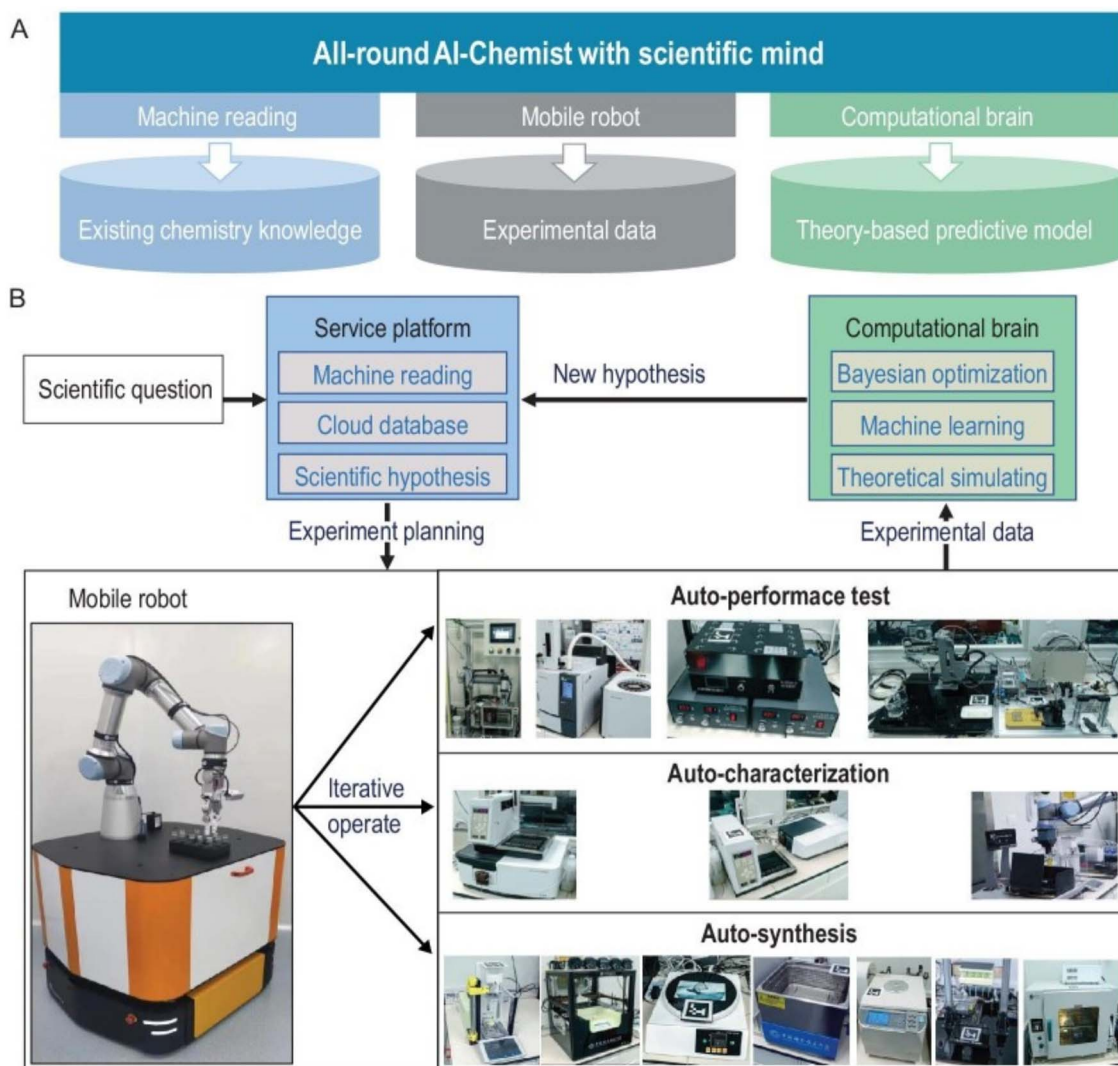 A
All-round AI-Chemist with scientific mind
Machine reading
Mobile robot
Computational brain
Existing chemistry knowledge
Experimental data
Theory-based predictive model
B
Service platform
Computational brain
Scientific question
Machine reading
New hypothesis
Bayesian optimization
Cloud database
Machine learning
Scientific hypothesis
Theoretical simulating
Experiment planning
Experimental data
Mobile robot
Auto-performace test
Iterative
operate
Auto-characterization
Auto-synthesis